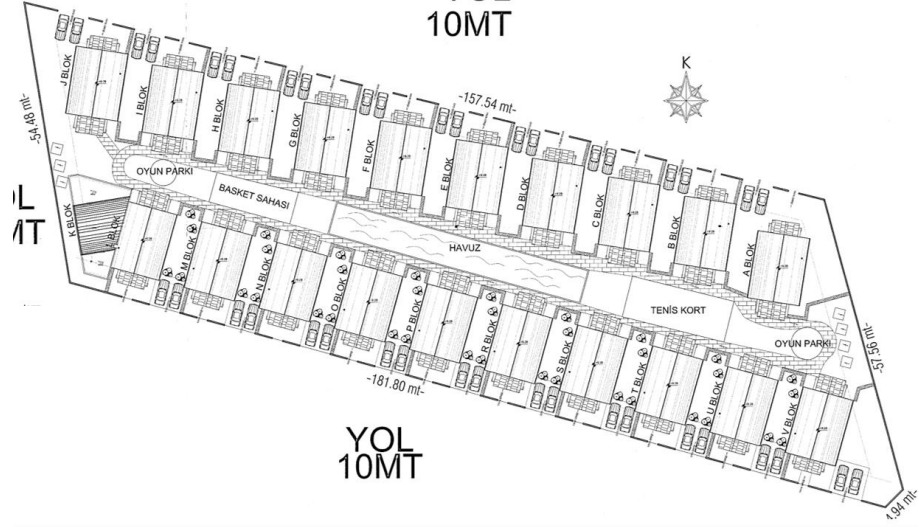 YOL
10MT
K
-157.54 mt-
-54.48 mt-
J BLOK
I BLOK
H BLOK
G BLOK
F BLOK
E BLOK
D BLOK
C BLOK
B BLOK
A BLOK
OYUN PARKI
BASKET SAHASI
HAVUZ
TENİS KORT
OYUN PARKI
K BLOK
L BLOK
M BLOK
N BLOK
O BLOK
P BLOK
R BLOK
S BLOK
T BLOK
U BLOK
V BLOK
-57.56 mt-
-181.80 mt-
4.94 mt-
YOL
10MT